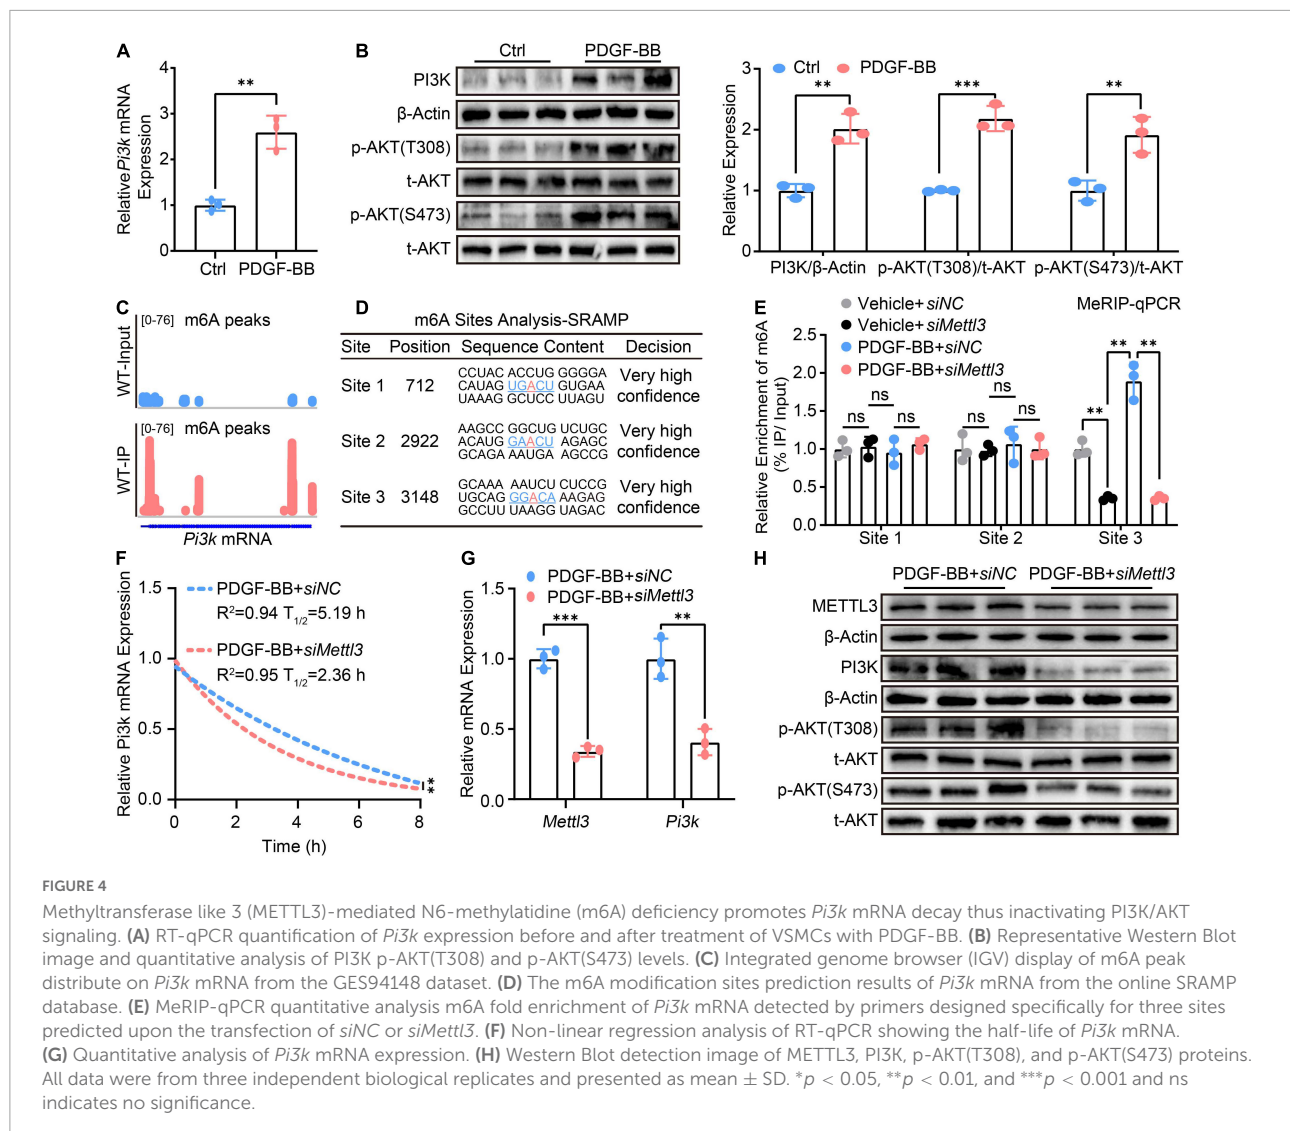 A
Relative Pi3k mRNA
Expression
4
3
2
1
0
**
Ctrl PDGF-BB
B
Ctrl PDGF-BB
PI3K
β-Actin
p-AKT(T308)
t-AKT
p-AKT(S473)
t-AKT
Ctrl PDGF-BB
Relative Expression
3
2
1
0
** *** **
PI3K/β-Actin p-AKT(T308)/t-AKT p-AKT(S473)/t-AKT
C
WT-Input
[0-76] m6A peaks
WT-IP
[0-76] m6A peaks
Pi3k mRNA
D
m6A Sites Analysis-SRAMP
Site Position Sequence Content Decision
Site 1 712 CCUAC ACCUG GGGGA
CAUAG UGACU GUGAA
UAAAG GCUCC UUAGU
Very high
confidence
Site 2 2922 AAGCC GGCUG UCUGC
ACAUG GAACU AGAGC
GCAGA AAUGA AGCCG
Very high
confidence
Site 3 3148 GCAAA AAUCU CUCCG
UGCAG GGACA AAGAG
GCCUU UAAGG UAGAC
Very high
confidence
E
Vehicle+siNC
Vehicle+siMettl3
PDGF-BB+siNC
PDGF-BB+siMettl3
MeRIP-qPCR
Relative Enrichment of m6A
(% IP/ Input)
2.5
2.0
1.5
1.0
0.5
0.0
ns ns ns
ns ns ns
** ** **
Site 1 Site 2 Site 3
F
Relative Pi3k mRNA Expression
1.5
1.0
0.5
0.0
PDGF-BB+siNC
R²=0.94 T1/2=5.19 h
PDGF-BB+siMettl3
R²=0.95 T1/2=2.36 h
**
0 2 4 6 8
Time (h)
G
PDGF-BB+siNC
PDGF-BB+siMettl3
Relative mRNA Expression
1.5
1.0
0.5
0.0
*** **
Mettl3 Pi3k
H
PDGF-BB+siNC PDGF-BB+siMettl3
METTL3
β-Actin
PI3K
β-Actin
p-AKT(T308)
t-AKT
p-AKT(S473)
t-AKT
FIGURE 4
Methyltransferase like 3 (METTL3)-mediated N6-methylatidine (m6A) deficiency promotes Pi3k mRNA decay thus inactivating PI3K/AKT
signaling. (A) RT-qPCR quantification of Pi3k expression before and after treatment of VSMCs with PDGF-BB. (B) Representative Western Blot
image and quantitative analysis of PI3K p-AKT(T308) and p-AKT(S473) levels. (C) Integrated genome browser (IGV) display of m6A peak
distribute on Pi3k mRNA from the GES94148 dataset. (D) The m6A modification sites prediction results of Pi3k mRNA from the online SRAMP
database. (E) MeRIP-qPCR quantitative analysis m6A fold enrichment of Pi3k mRNA detected by primers designed specifically for three sites
predicted upon the transfection of siNC or siMettl3. (F) Non-linear regression analysis of RT-qPCR showing the half-life of Pi3k mRNA.
(G) Quantitative analysis of Pi3k mRNA expression. (H) Western Blot detection image of METTL3, PI3K, p-AKT(T308), and p-AKT(S473) proteins.
All data were from three independent biological replicates and presented as mean ± SD. *p < 0.05, **p < 0.01, and ***p < 0.001 and ns
indicates no significance.